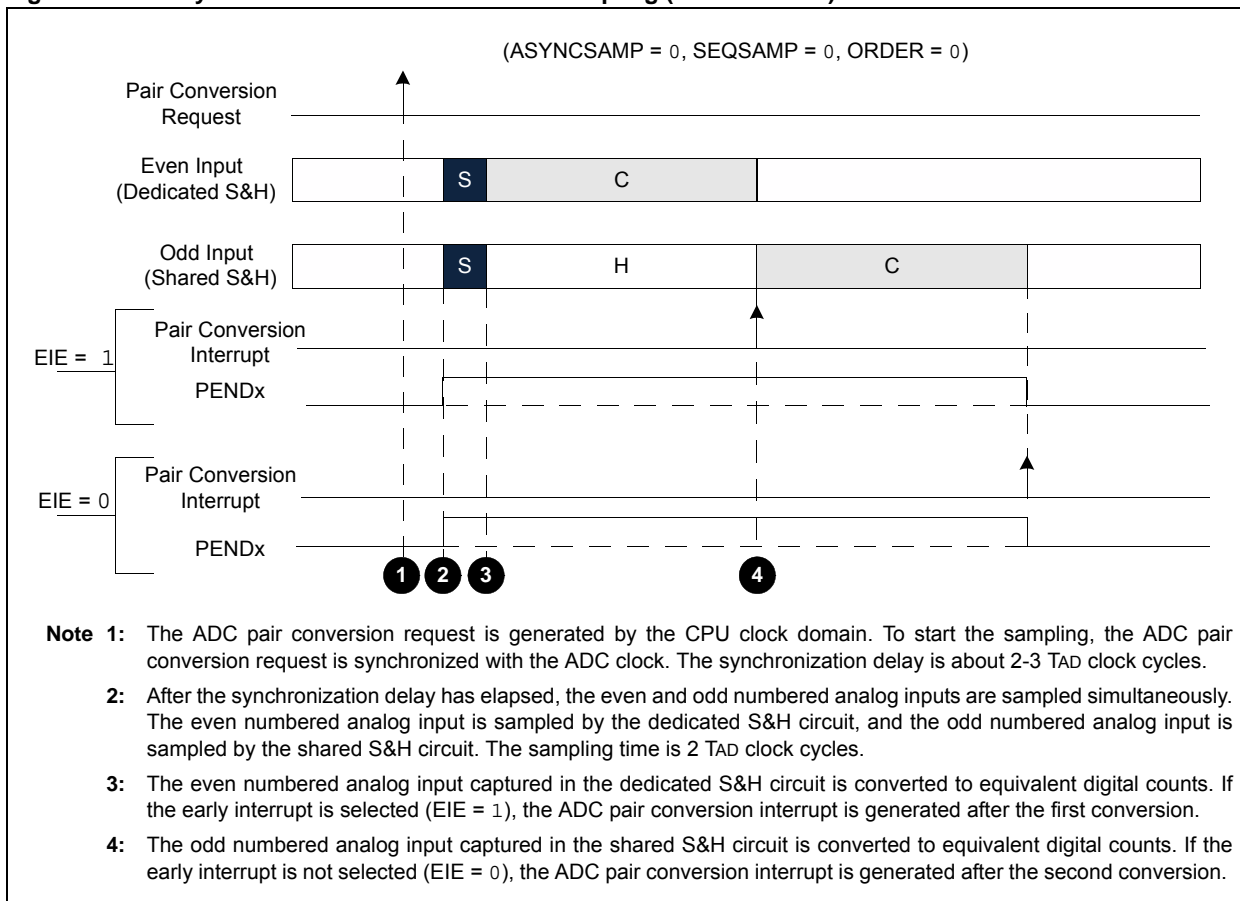 (ASYNCSAMP = 0, SEQSAMP = 0, ORDER = 0)
Pair Conversion
Request
Even Input
(Dedicated S&H)
S
C
Odd Input
(Shared S&H)
S
H
C
EIE = 1
Pair Conversion
Interrupt
PENDx
EIE = 0
Pair Conversion
Interrupt
PENDx
1
2
3
4
Note 1: The ADC pair conversion request is generated by the CPU clock domain. To start the sampling, the ADC pair
conversion request is synchronized with the ADC clock. The synchronization delay is about 2-3 TAD clock cycles.
2: After the synchronization delay has elapsed, the even and odd numbered analog inputs are sampled simultaneously.
The even numbered analog input is sampled by the dedicated S&H circuit, and the odd numbered analog input is
sampled by the shared S&H circuit. The sampling time is 2 TAD clock cycles.
3: The even numbered analog input captured in the dedicated S&H circuit is converted to equivalent digital counts. If
the early interrupt is selected (EIE = 1), the ADC pair conversion interrupt is generated after the first conversion.
4: The odd numbered analog input captured in the shared S&H circuit is converted to equivalent digital counts. If the
early interrupt is not selected (EIE = 0), the ADC pair conversion interrupt is generated after the second conversion.